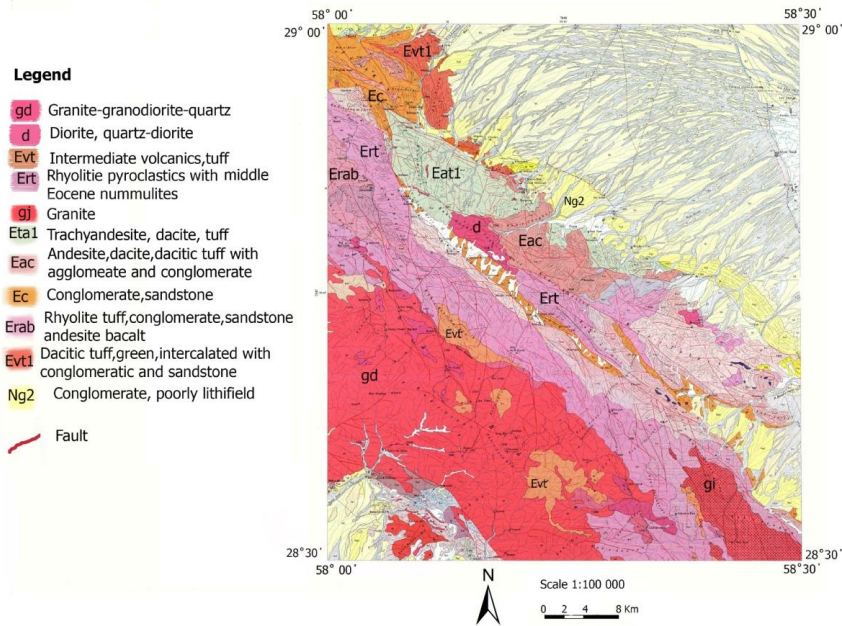 58° 00'
58° 30'
29° 00'
29° 00'
Legend
gd Granite-granodiorite-quartz
d Diorite, quartz-diorite
Evt Intermediate volcanics,tuff
Ert Rhyolitie pyroclastics with middle
Eocene nummulites
gj Granite
Eta1 Trachyandesite, dacite, tuff
Eac Andesite,dacite,dacitic tuff with
agglomeate and conglomerate
Ec Conglomerate,sandstone
Erab Rhyolite tuff,conglomerate,sandstone
andesite bacalt
Evt1 Dacitic tuff,green,intercalated with
conglomeratic and sandstone
Ng2 Conglomerate, poorly lithifield
Fault
Evt1
Ec
Ert
Erab
Eat1
Ng2
d
Eac
Ert
Evt
gd
Evt
gi
28° 30'
28° 30'
58° 00'
58° 30'
N
Scale 1:100 000
0 2 4 8 Km